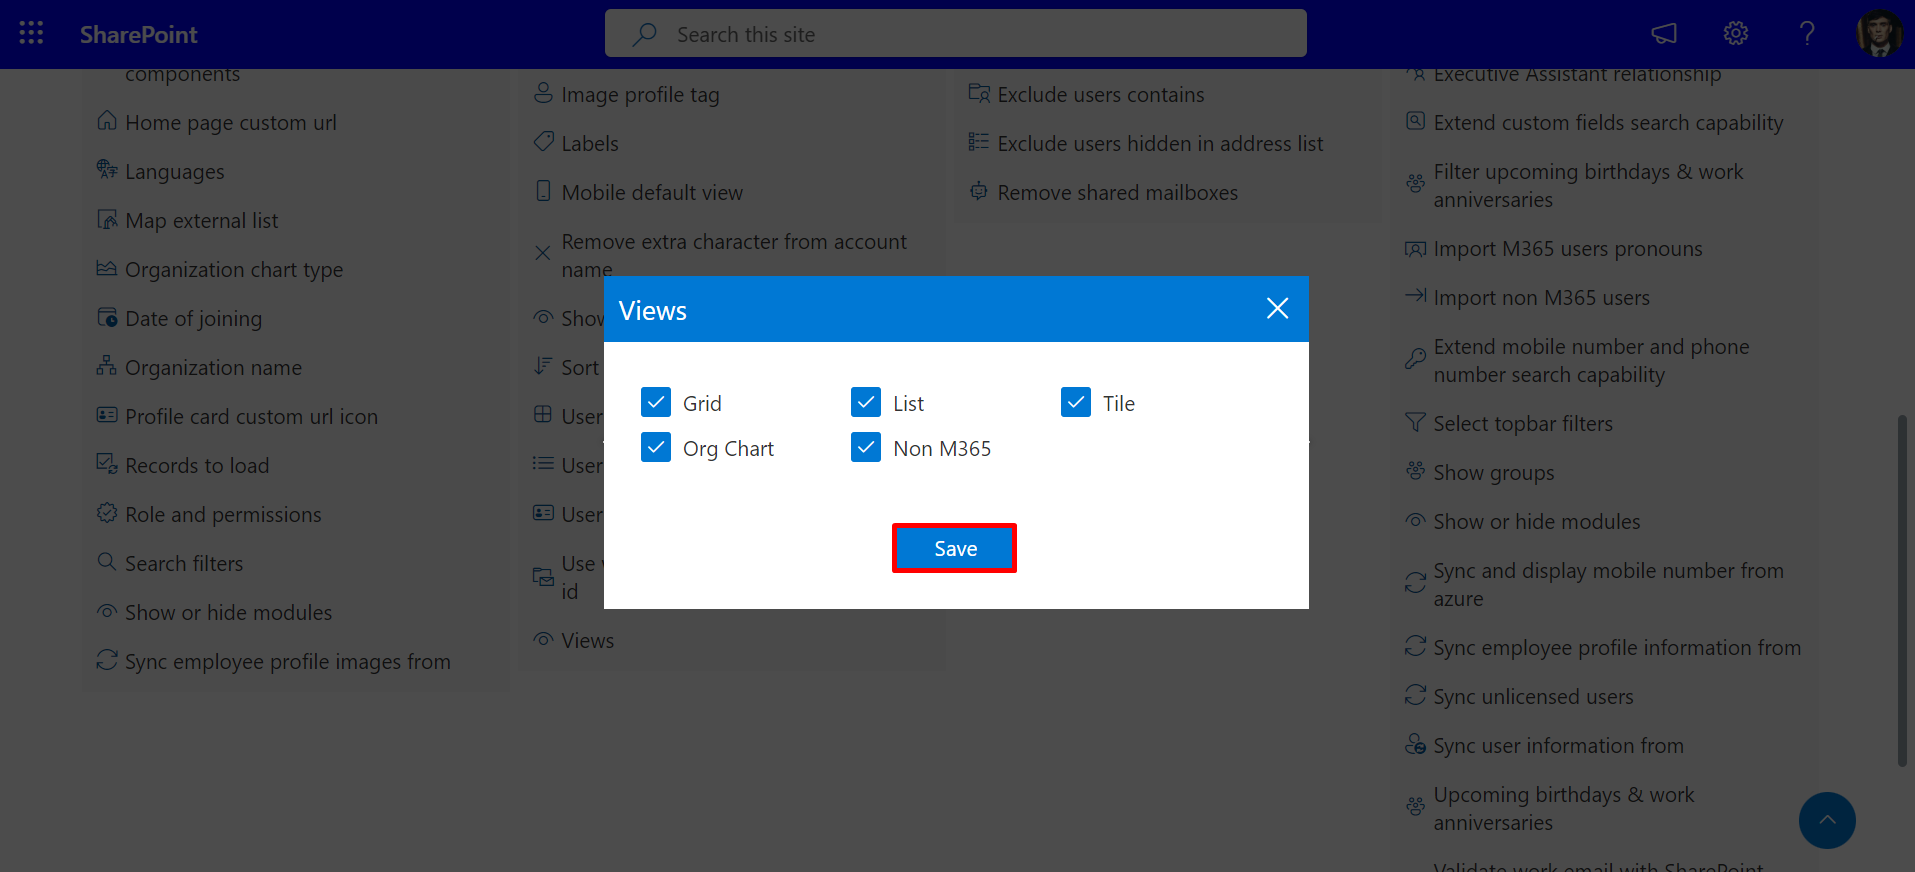 SharePoint
Search this site
components
Home page custom url
Languages
Map external list
Organization chart type
Date of joining
Organization name
Profile card custom url icon
Records to load
Role and permissions
Search filters
Show or hide modules
Sync employee profile images from
Image profile tag
Labels
Mobile default view
Remove extra character from account
name
Sort
User
User
User
Use
id
Views
Exclude users contains
Exclude users hidden in address list
Remove shared mailboxes
Executive Assistant relationship
Extend custom fields search capability
Filter upcoming birthdays & work
anniversaries
Import M365 users pronouns
Import non M365 users
Extend mobile number and phone
number search capability
Select topbar filters
Show groups
Show or hide modules
Sync and display mobile number from
azure
Sync employee profile information from
Sync unlicensed users
Sync user information from
Upcoming birthdays & work
anniversaries
Validate work email with SharePoint
Views
Grid
List
Tile
Org Chart
Non M365
Save